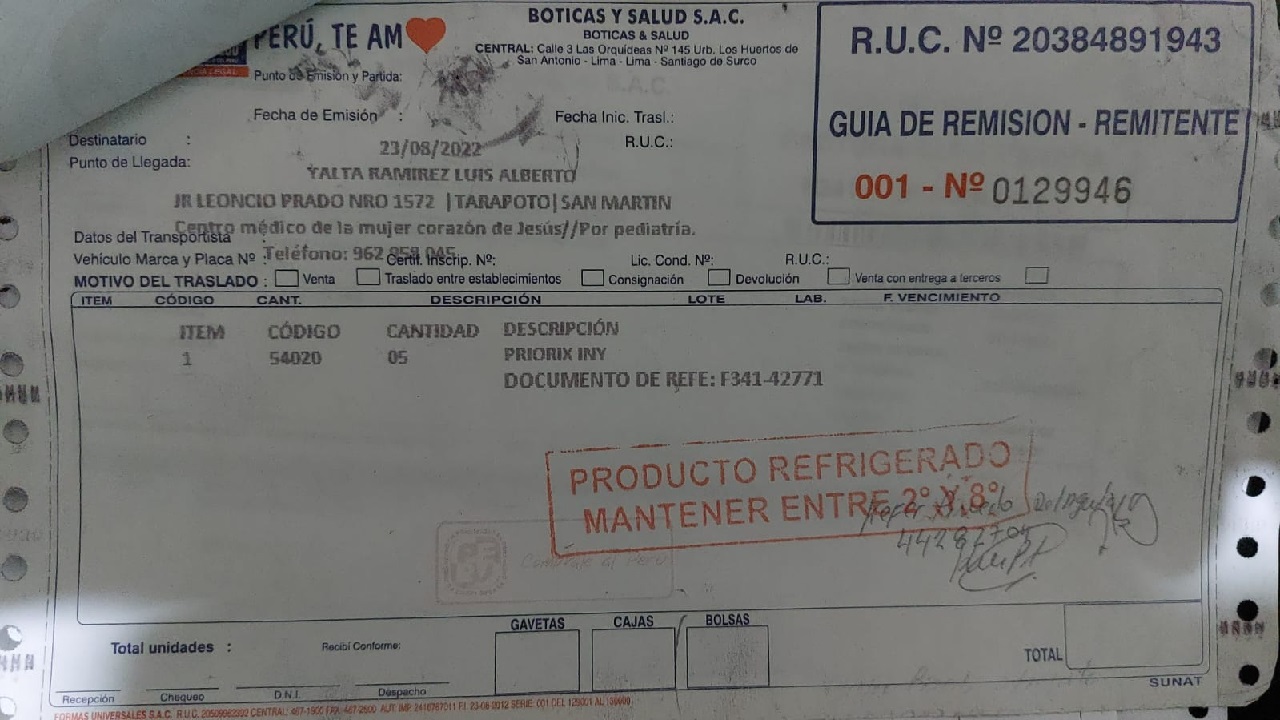 PERÚ, TE AM
BOTICAS Y SALUD S.A.C.
BOTICAS & SALUD
CENTRAL: Calle 3 Las Orquideas Nº 145 Urb. Los Huertos de
San Antonio - Lima - Lima - Santiago de Surco
R.U.C. Nº 20384891943
GUIA DE REMISION - REMITENTE
001 - Nº 0129946
Punto de Emisión y Partida:
Fecha de Emisión : Fecha Inic. Trasl.:
Destinatario : R.U.C.:
23/08/2022
Punto de Llegada:
YALTA RAMIREZ LUIS ALBERTO
JR LEONCIO PRADO NRO 1572 | TARAPOTO| SAN MARTIN
Centro médico de la mujer corazón de Jesús//Por pediatría.
Datos del Transportista :
Teléfono: 962 958 045
Vehiculo Marca y Placa Nº : Certif. Inscrip. Nº: Lic. Cond. Nº: R.U.C.:
MOTIVO DEL TRASLADO : Venta Traslado entre establecimientos Consignación Devolución Venta con entrega a terceros
ITEM CÓDIGO CANT. DESCRIPCIÓN LOTE LAB. F. VENCIMIENTO
ITEM CÓDIGO CANTIDAD DESCRIPCIÓN
1 54020 05 PRIORIX INY
DOCUMENTO DE REFE: F341-42771
PRODUCTO REFRIGERADO
MANTENER ENTRE 2° Y 8°
GAVETAS CAJAS BOLSAS
Total unidades : Recibí Conforme:
TOTAL
Recepción Chequeo D.N.I. Despacho
SUNAT
FORMAS UNIVERSALES S.A.C. R.U.C.